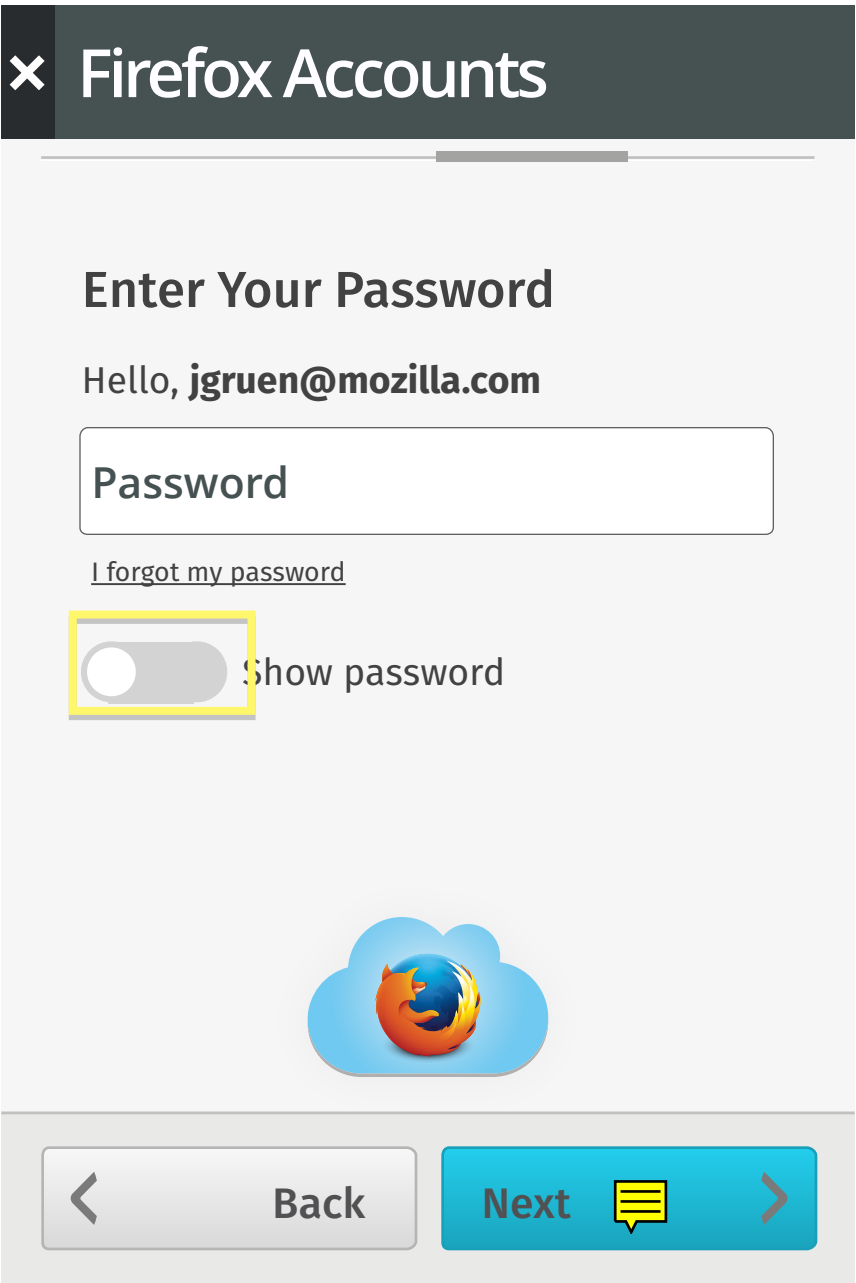 Firefox Accounts
Enter Your Password
Hello, jgruen@mozilla.com
Password
I forgot my password
Show password
Back
Next